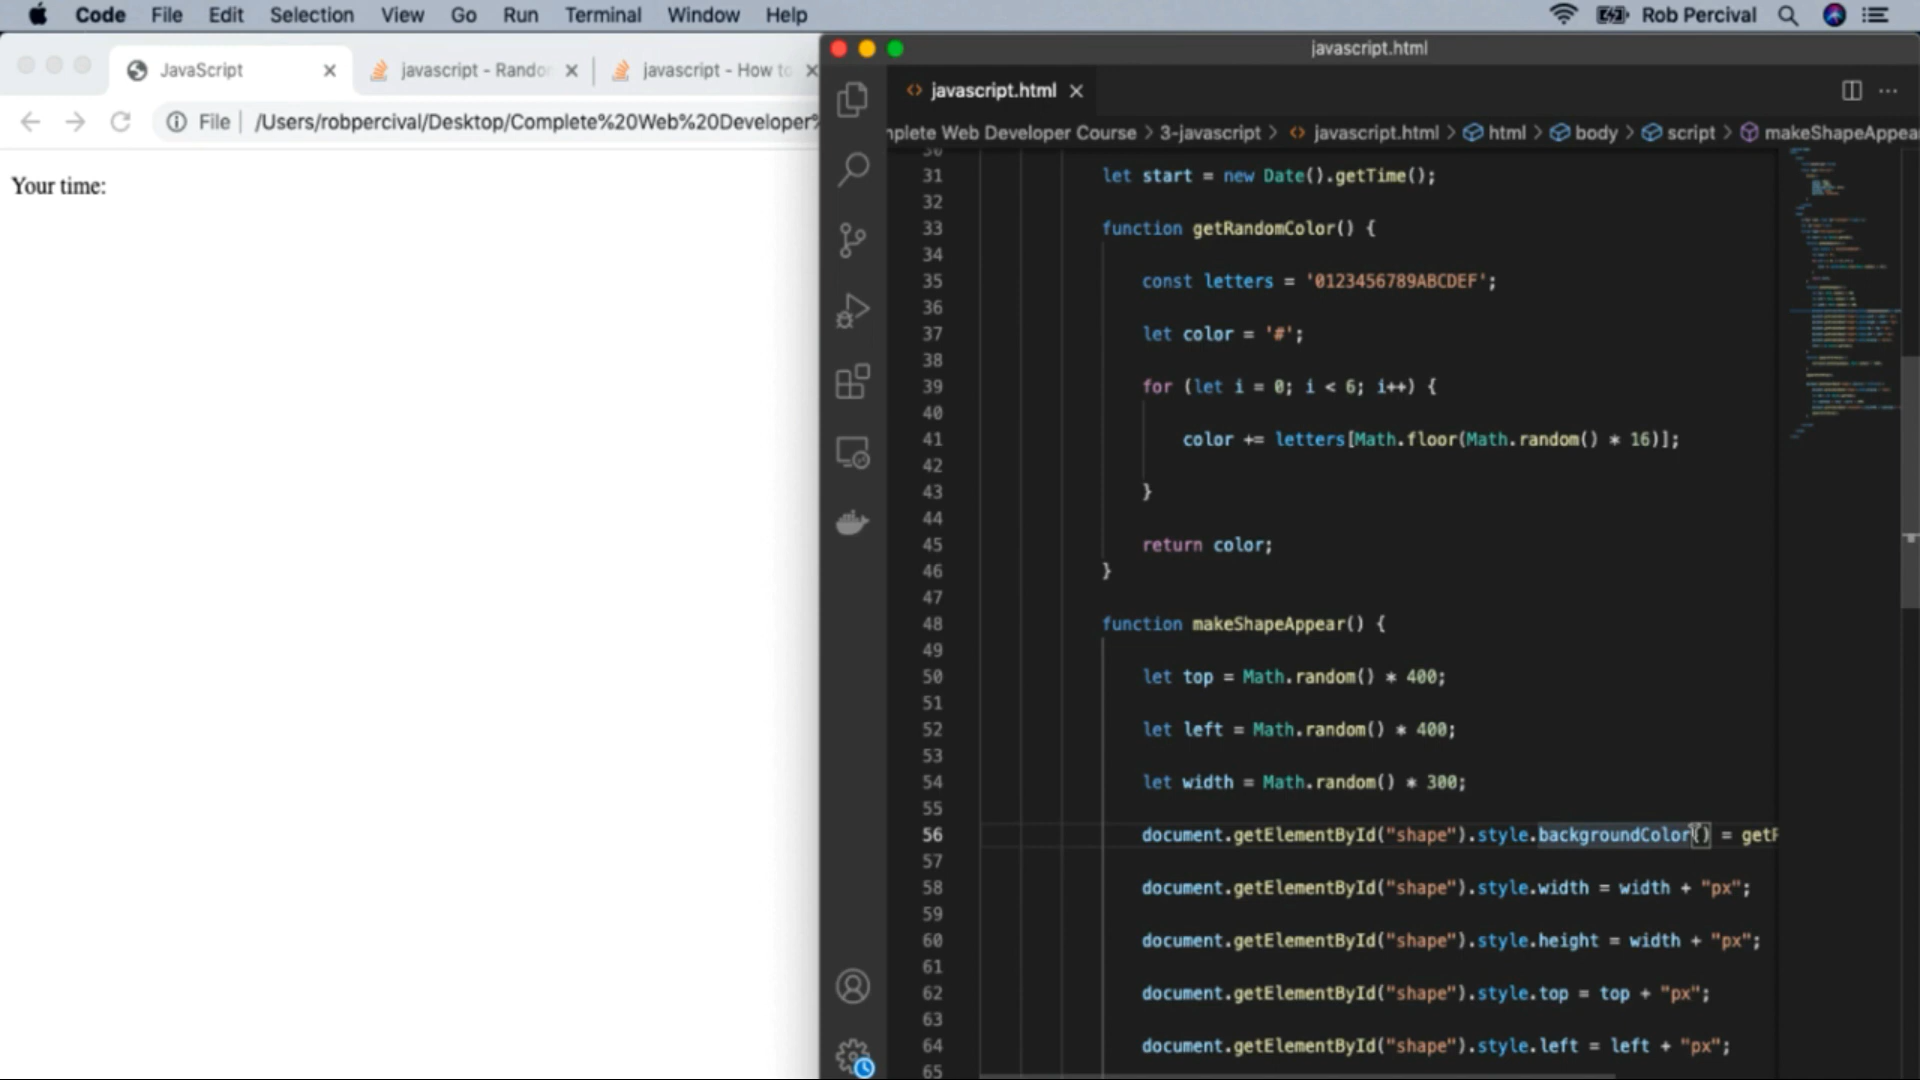 Code File Edit Selection View Go Run Terminal Window Help Rob Percival
JavaScript
javascript - Rando
javascript - How to
File /Users/robpercival/Desktop/Complete%20Web%20Developer%
Your time:
javascript.html
javascript.html
nplete Web Developer Course > 3-javascript > javascript.html > html > body > script > makeShapeAppear
30
31 let start = new Date().getTime();
32
33 function getRandomColor() {
34
35 const letters = '0123456789ABCDEF';
36
37 let color = '#';
38
39 for (let i = 0; i < 6; i++) {
40
41 color += letters[Math.floor(Math.random() * 16)];
42
43 }
44
45 return color;
46 }
47
48 function makeShapeAppear() {
49
50 let top = Math.random() * 400;
51
52 let left = Math.random() * 400;
53
54 let width = Math.random() * 300;
55
56 document.getElementById("shape").style.backgroundColor() = getR
57
58 document.getElementById("shape").style.width = width + "px";
59
60 document.getElementById("shape").style.height = width + "px";
61
62 document.getElementById("shape").style.top = top + "px";
63
64 document.getElementById("shape").style.left = left + "px";
65